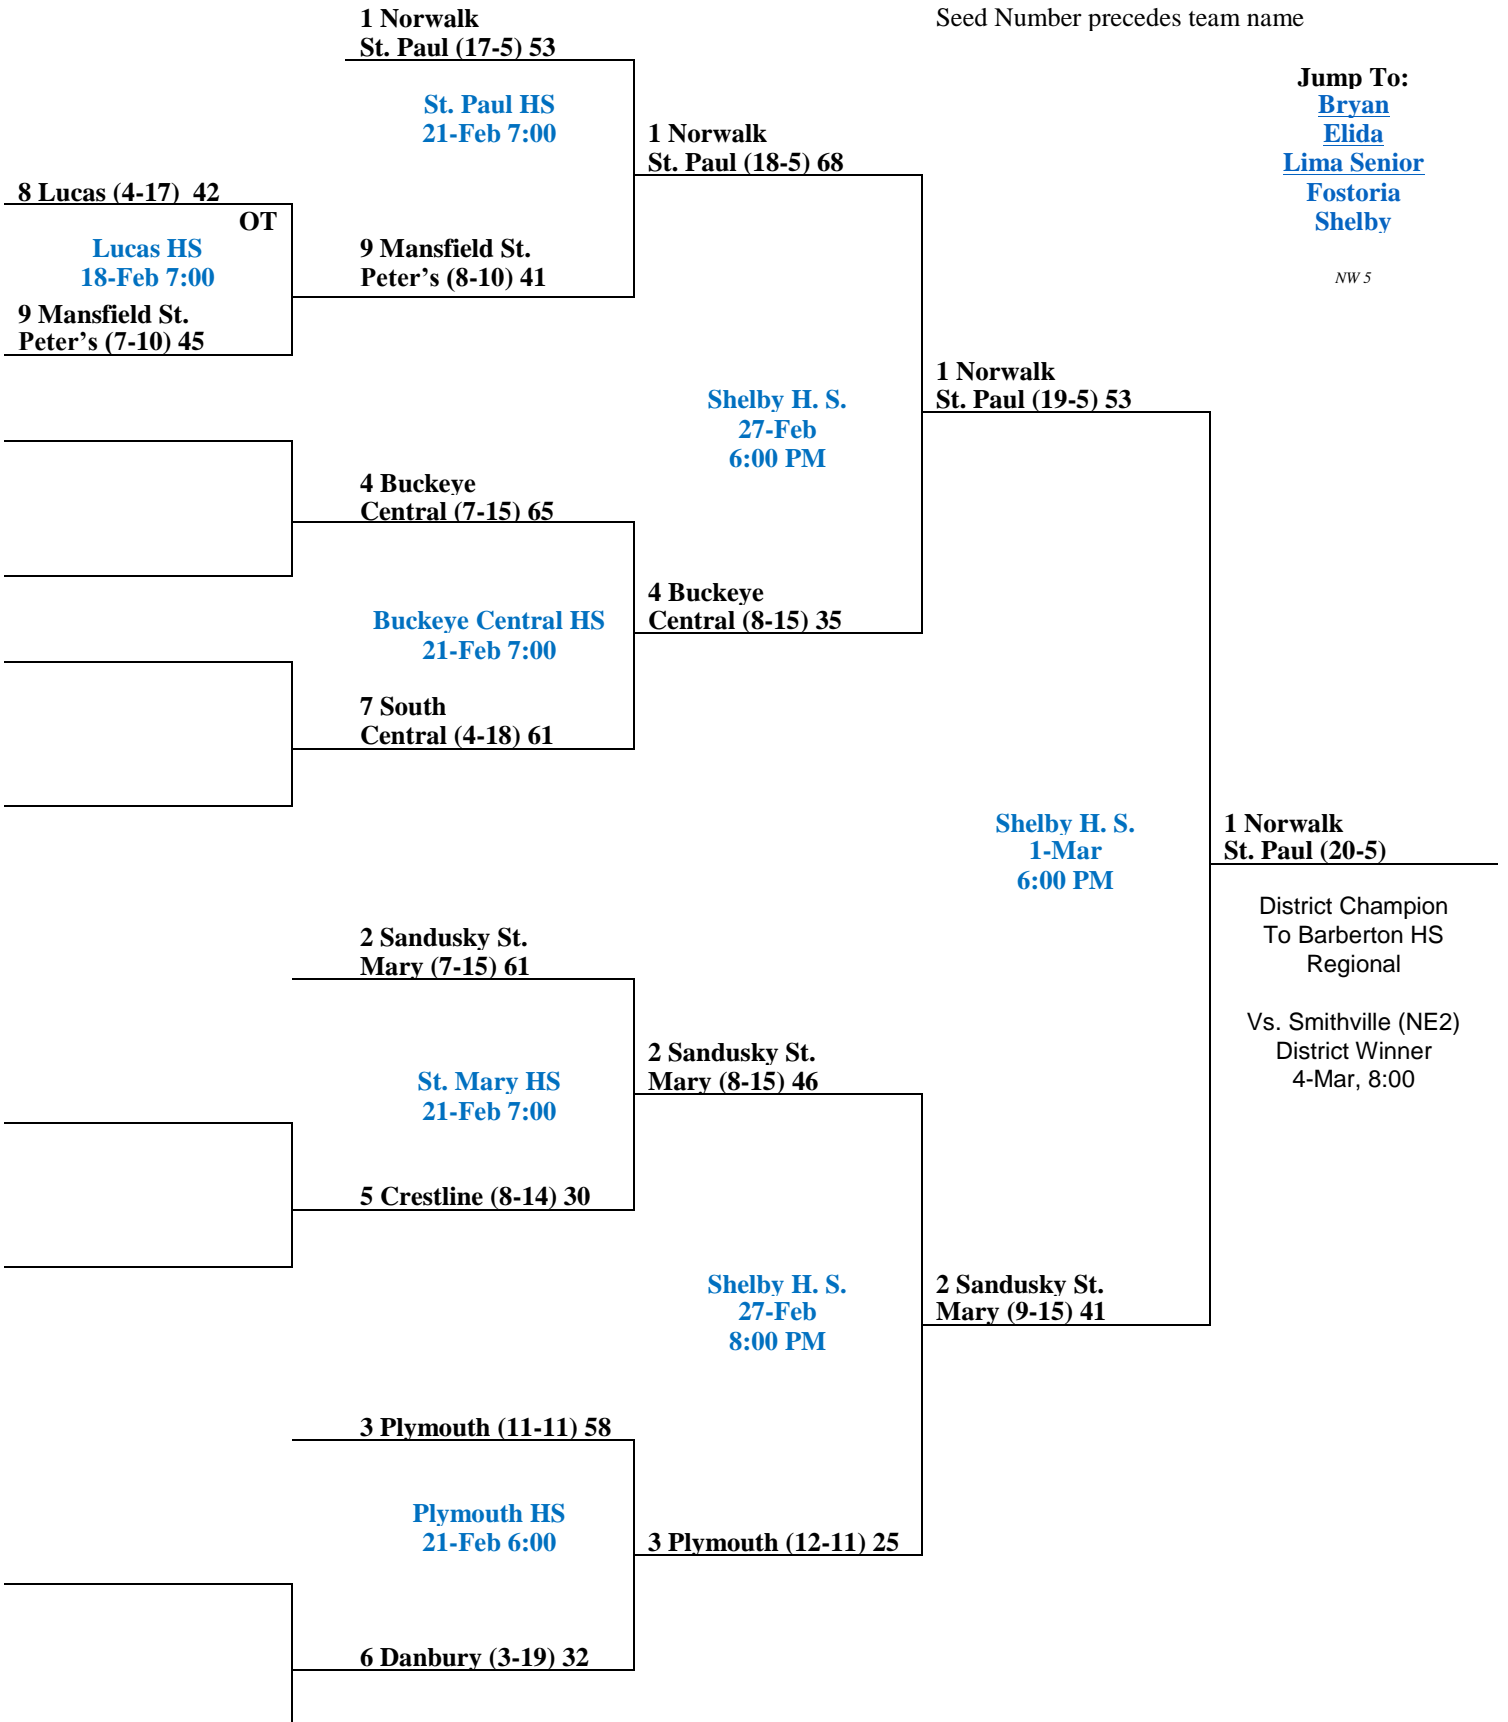 1 Norwalk
St. Paul (17-5) 53
St. Paul HS
21-Feb 7:00
8 Lucas (4-17)  42
OT
Lucas HS
18-Feb 7:00
9 Mansfield St.
Peter’s (7-10) 45
9 Mansfield St.
Peter’s (8-10) 41
4 Buckeye
Central (7-15) 65
Buckeye Central HS
21-Feb 7:00
7 South
Central (4-18) 61
2 Sandusky St.
Mary (7-15) 61
St. Mary HS
21-Feb 7:00
5 Crestline (8-14) 30
3 Plymouth (11-11) 58
Plymouth HS
21-Feb 6:00
6 Danbury (3-19) 32
1 Norwalk
St. Paul (18-5) 68
Shelby H. S.
27-Feb
6:00 PM
4 Buckeye
Central (8-15) 35
2 Sandusky St.
Mary (8-15) 46
Shelby H. S.
27-Feb
8:00 PM
3 Plymouth (12-11) 25
Seed Number precedes team name
1 Norwalk
St. Paul (19-5) 53
Shelby H. S.
1-Mar
6:00 PM
2 Sandusky St.
Mary (9-15) 41
Jump To:
Bryan
Elida
Lima Senior
Fostoria
Shelby
NW 5
1 Norwalk
St. Paul (20-5)
District Champion
To Barberton HS
Regional
Vs. Smithville (NE2)
District Winner
4-Mar, 8:00